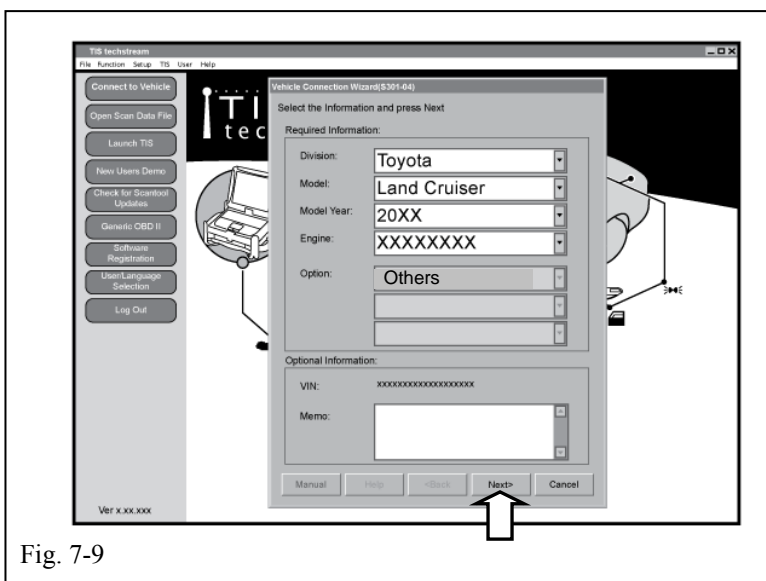 TIS techstream
File Function Setup TIS User Help
Connect to Vehicle
Open Scan Data File
Launch TIS
New Users Demo
Check for Scantool
Updates
Generic OBD II
Software
Registration
User/Language
Selection
Log Out
Ver x.xx.xxx
TI
tec
Vehicle Connection Wizard(S301-04)
Select the Information and press Next
Required Information:
Division:
Toyota
Model:
Land Cruiser
Model Year:
20XX
Engine:
XXXXXXXX
Option:
Others
Optional Information:
VIN:
xxxxxxxxxxxxxxxxxx
Memo:
Manual
Help
<Back
Next>
Cancel
Fig. 7-9